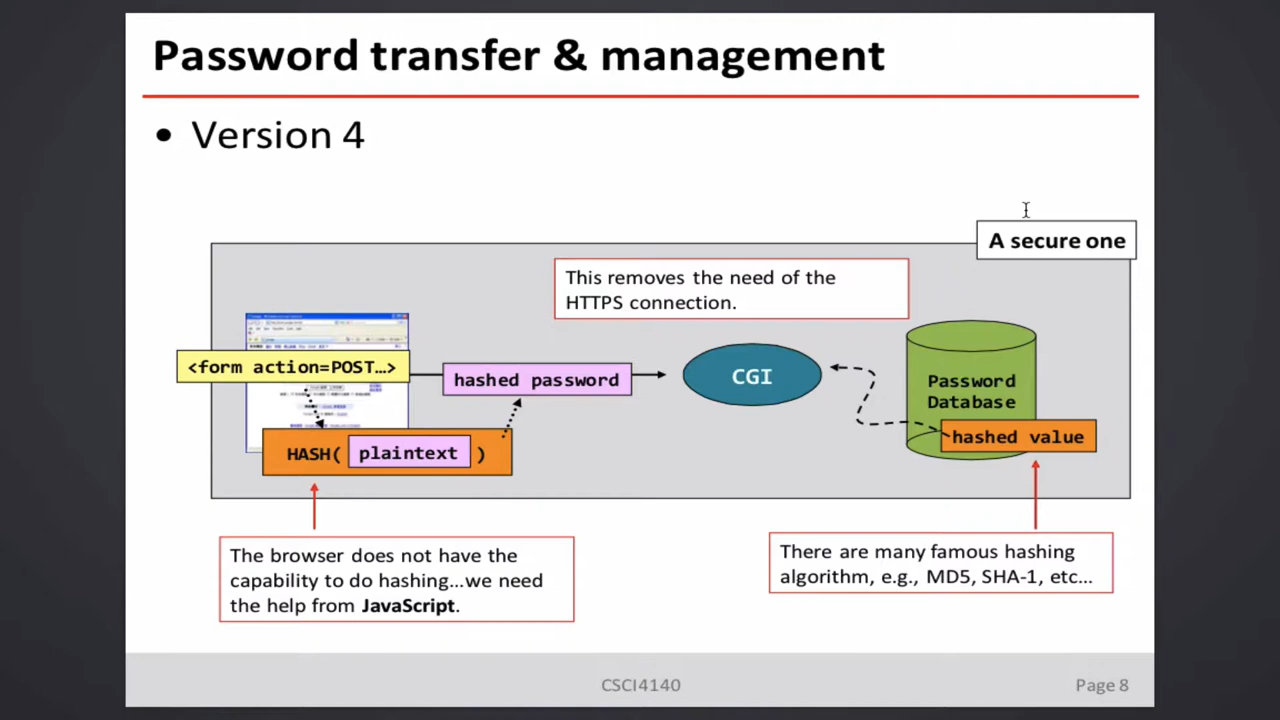 Password transfer & management
• Version 4
A secure one
This removes the need of the
HTTPS connection.
<form action=POST…>
hashed password
CGI
Password
Database
hashed value
HASH( plaintext )
The browser does not have the
capability to do hashing…we need
the help from JavaScript.
There are many famous hashing
algorithm, e.g., MD5, SHA-1, etc…
CSCI4140
Page 8